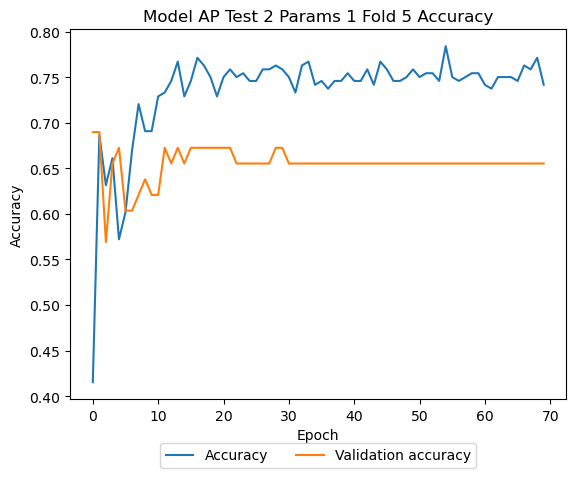 Model AP Test 2 Params 1 Fold 5 Accuracy
0.80
0.75
0.70
0.65
0.60
0.55
0.50
0.45
0.40
Accuracy
0 10 20 30 40 50 60 70
Epoch
Accuracy Validation accuracy